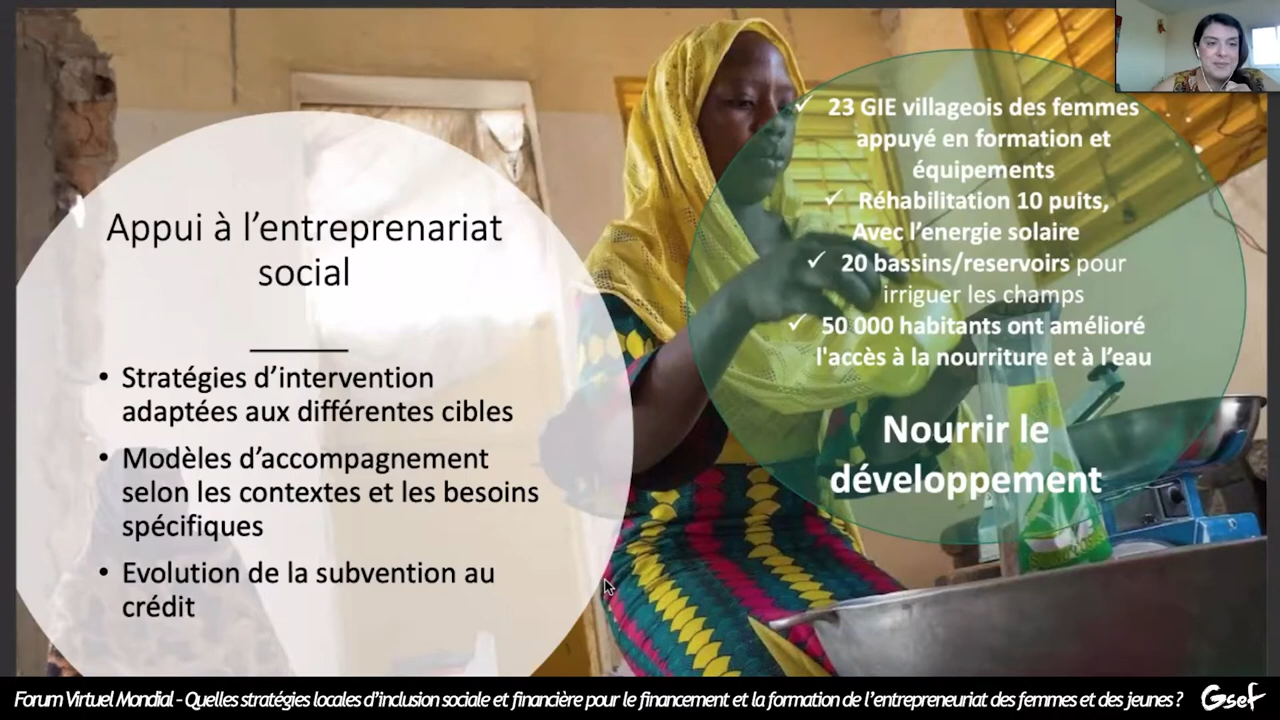 Appui à l'entreprenariat
social
• Stratégies d'intervention
adaptées aux différentes cibles
• Modèles d'accompagnement
selon les contextes et les besoins
spécifiques
• Evolution de la subvention au
crédit
✓ 23 GIE villageois des femmes
appuyé en formation et
équipements
✓ Réhabilitation 10 puits,
Avec l'energie solaire
✓ 20 bassins/reservoirs pour
irriguer les champs
✓ 50 000 habitants ont amélioré
l'accès à la nourriture et à l'eau
Nourrir le
développement
Forum Virtuel Mondial - Quelles stratégies locales d'inclusion sociale et financière pour le financement et la formation de l'entrepreneuriat des femmes et des jeunes ? Gsef